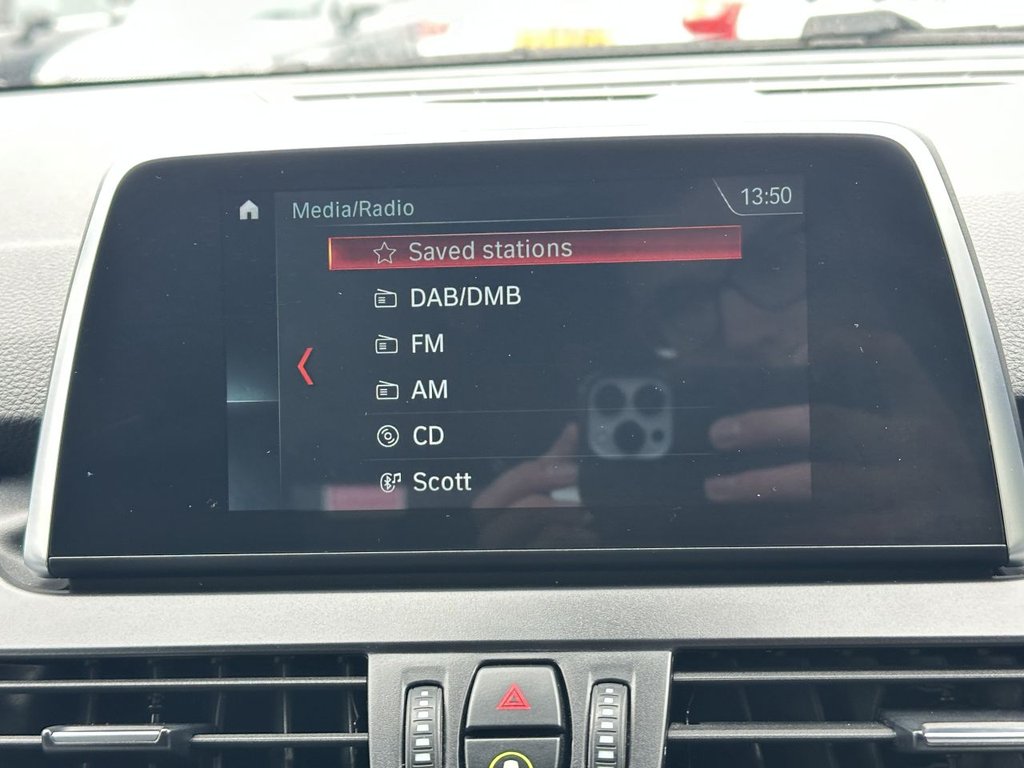 Media/Radio
13:50
Saved stations
DAB/DMB
FM
AM
CD
Scott